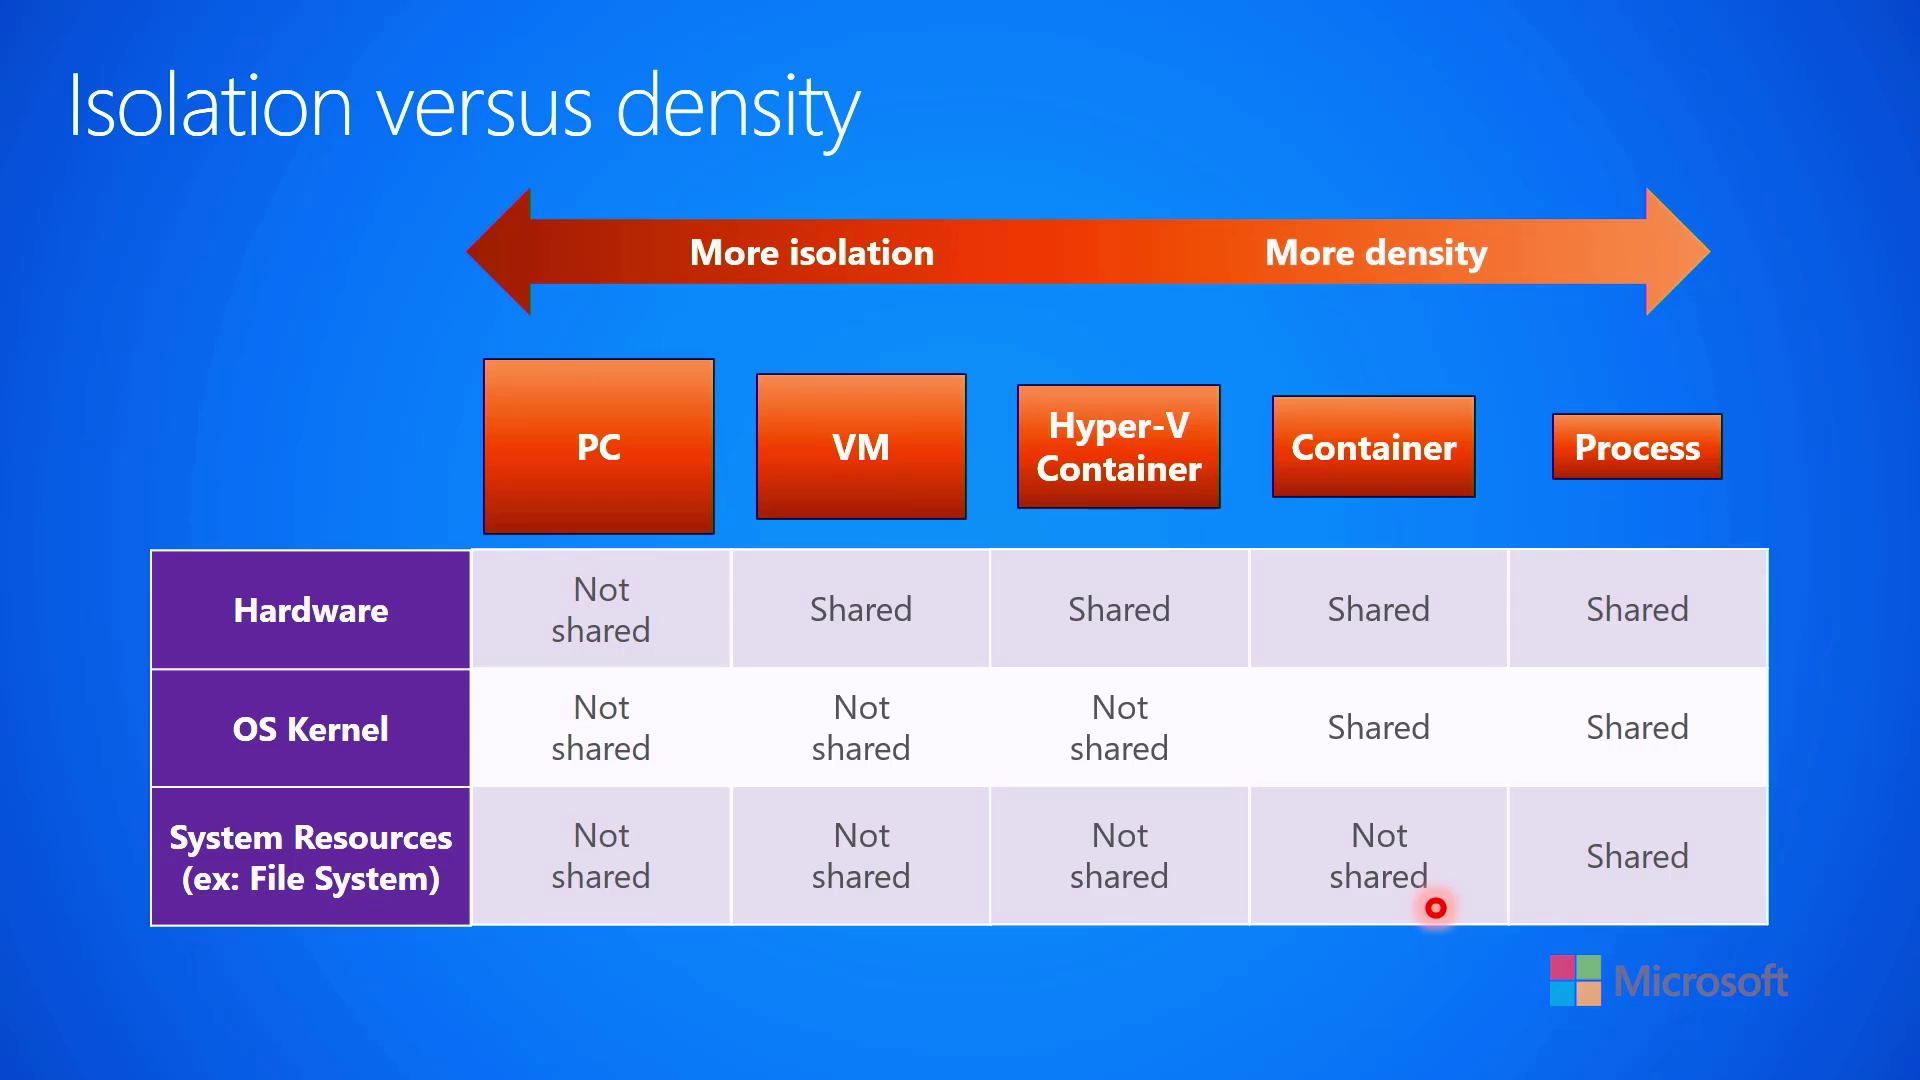 Isolation versus density
More isolation
More density
PC
VM
Hyper-V
Container
Container
Process
Hardware
Not
shared
Shared
Shared
Shared
Shared
OS Kernel
Not
shared
Not
shared
Not
shared
Shared
Shared
System Resources
(ex: File System)
Not
shared
Not
shared
Not
shared
Not
shared
Shared
Microsoft